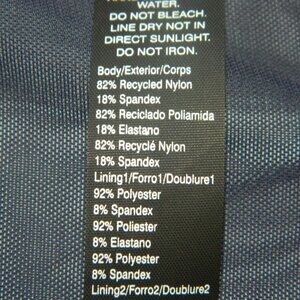 WATER.
DO NOT BLEACH.
LINE DRY NOT IN
DIRECT SUNLIGHT.
DO NOT IRON.
Body/Exterior/Corps
82% Recycled Nylon
18% Spandex
82% Reciclado Poliamida
18% Elastano
82% Recyclé Nylon
18% Spandex
Lining1/Forro1/Doublure1
92% Polyester
8% Spandex
92% Poliester
8% Elastano
92% Polyester
8% Spandex
Lining2/Forro2/Doublure2